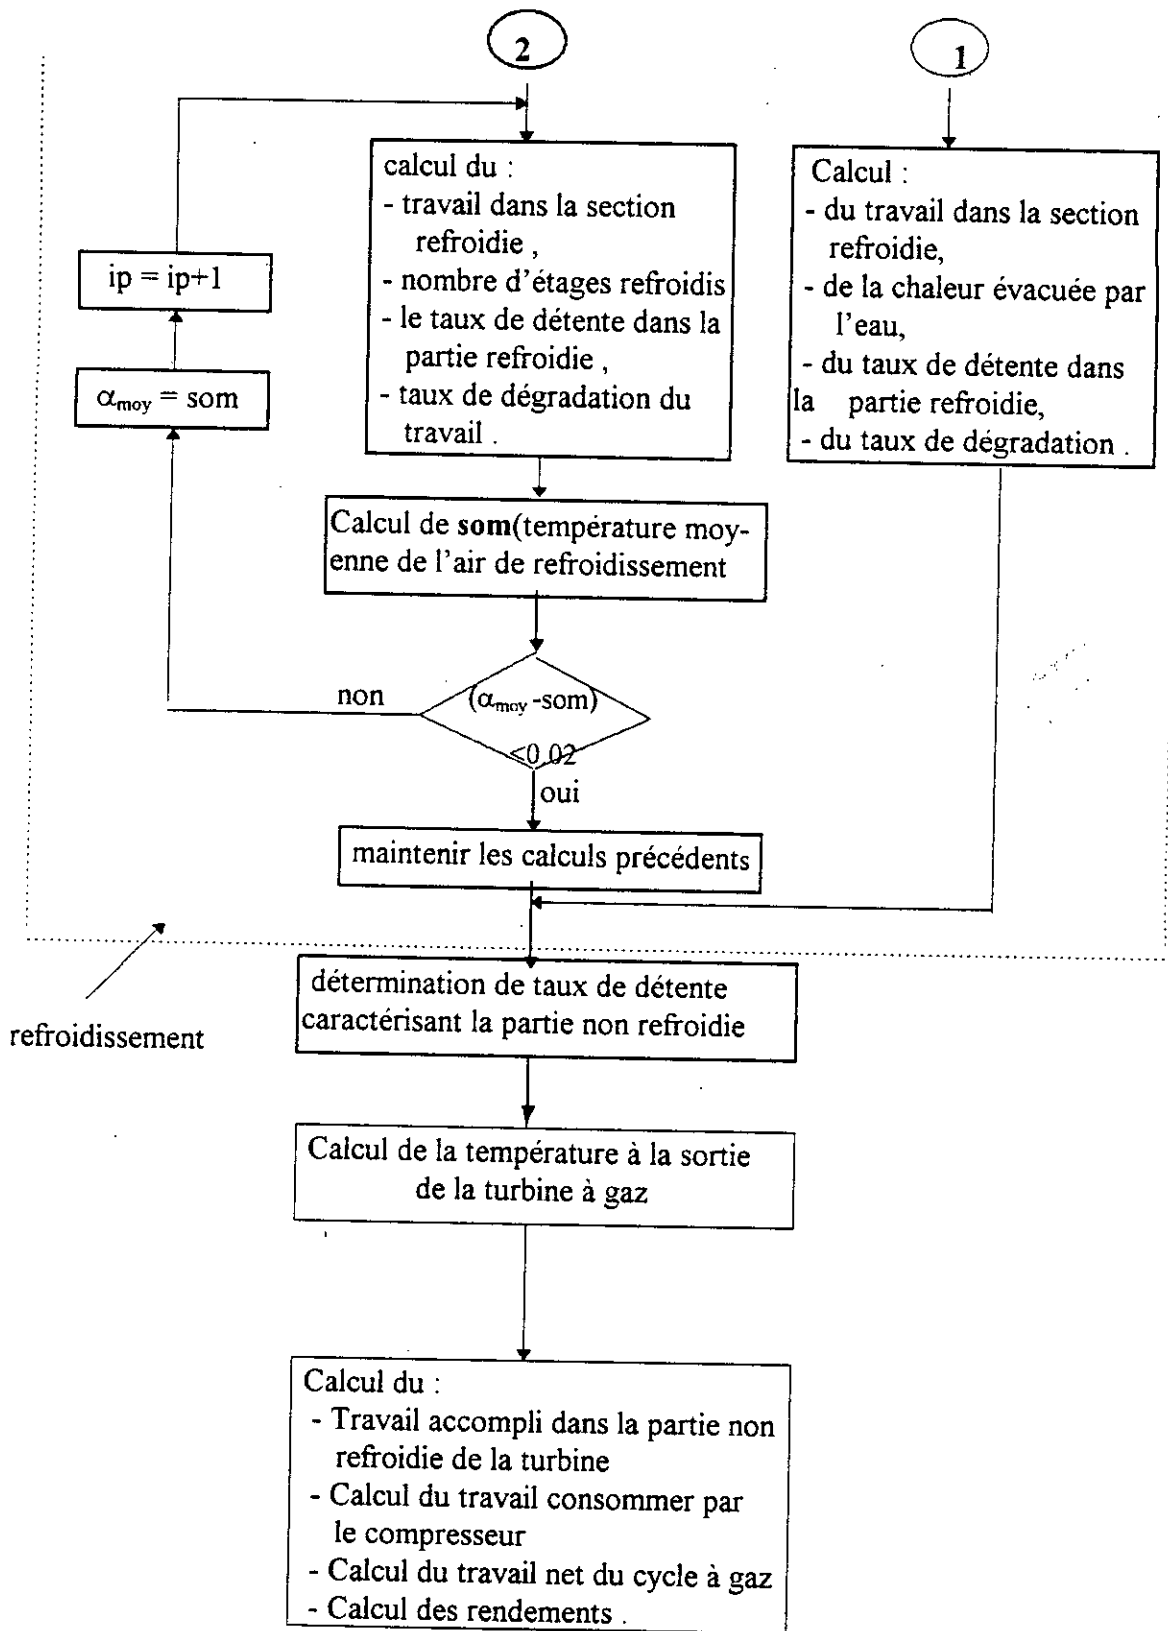 2
1
calcul du :
- travail dans la section
refroidie ,
- nombre d'étages refroidis
- le taux de détente dans la
partie refroidie ,
- taux de dégradation du
travail .
Calcul :
- du travail dans la section
refroidie,
- de la chaleur évacuée par
l'eau,
- du taux de détente dans
la partie refroidie,
- du taux de dégradation .
ip = ip+1
αmoy = som
Calcul de som(température moy-
enne de l'air de refroidissement
non
(αmoy -som)
<0.02
oui
maintenir les calculs précédents
refroidissement
détermination de taux de détente
caractérisant la partie non refroidie
Calcul de la température à la sortie
de la turbine à gaz
Calcul du :
- Travail accompli dans la partie non
refroidie de la turbine
- Calcul du travail consommer par
le compresseur
- Calcul du travail net du cycle à gaz
- Calcul des rendements .